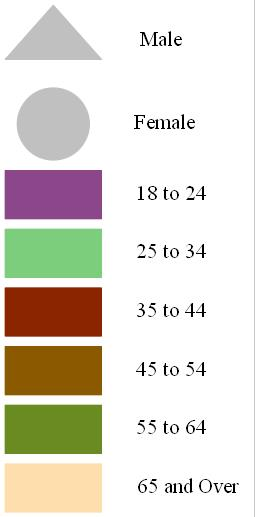 Male
Female
18 to 24
25 to 34
35 to 44
45 to 54
55 to 64
65 and Over